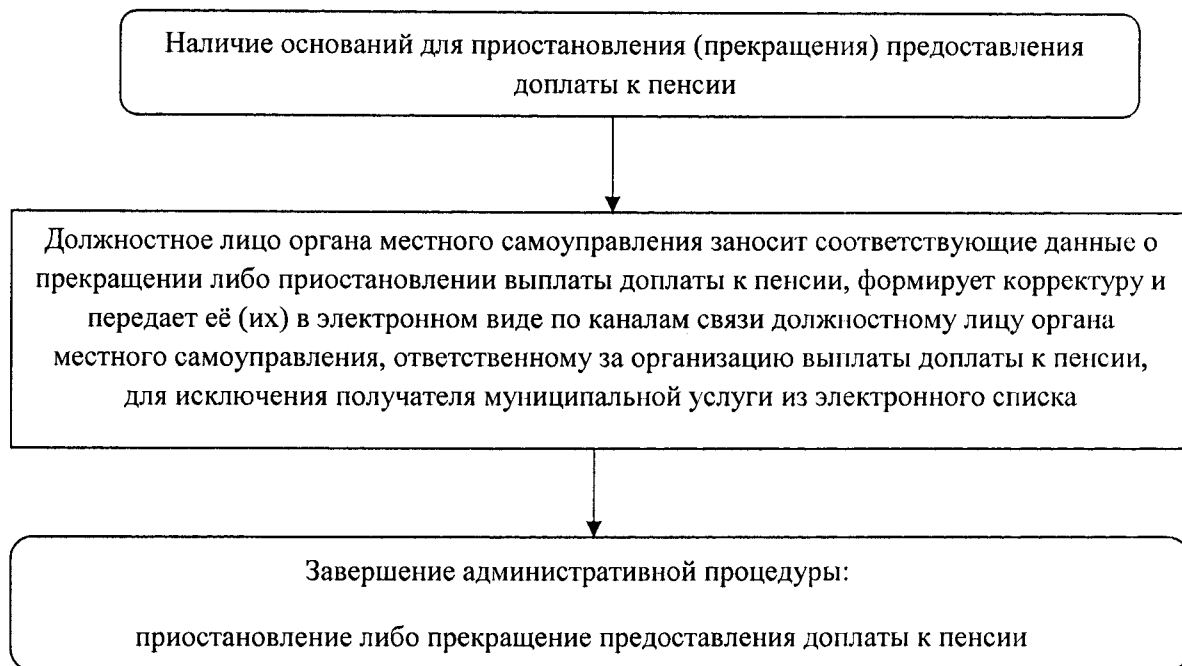 Наличие оснований для приостановления (прекращения) предоставления
доплаты к пенсии
Должностное лицо органа местного самоуправления заносит соответствующие данные о
прекращении либо приостановлении выплаты доплаты к пенсии, формирует корректуру и
передает её (их) в электронном виде по каналам связи должностному лицу органа
местного самоуправления, ответственному за организацию выплаты доплаты к пенсии,
для исключения получателя муниципальной услуги из электронного списка
Завершение административной процедуры:
приостановление либо прекращение предоставления доплаты к пенсии